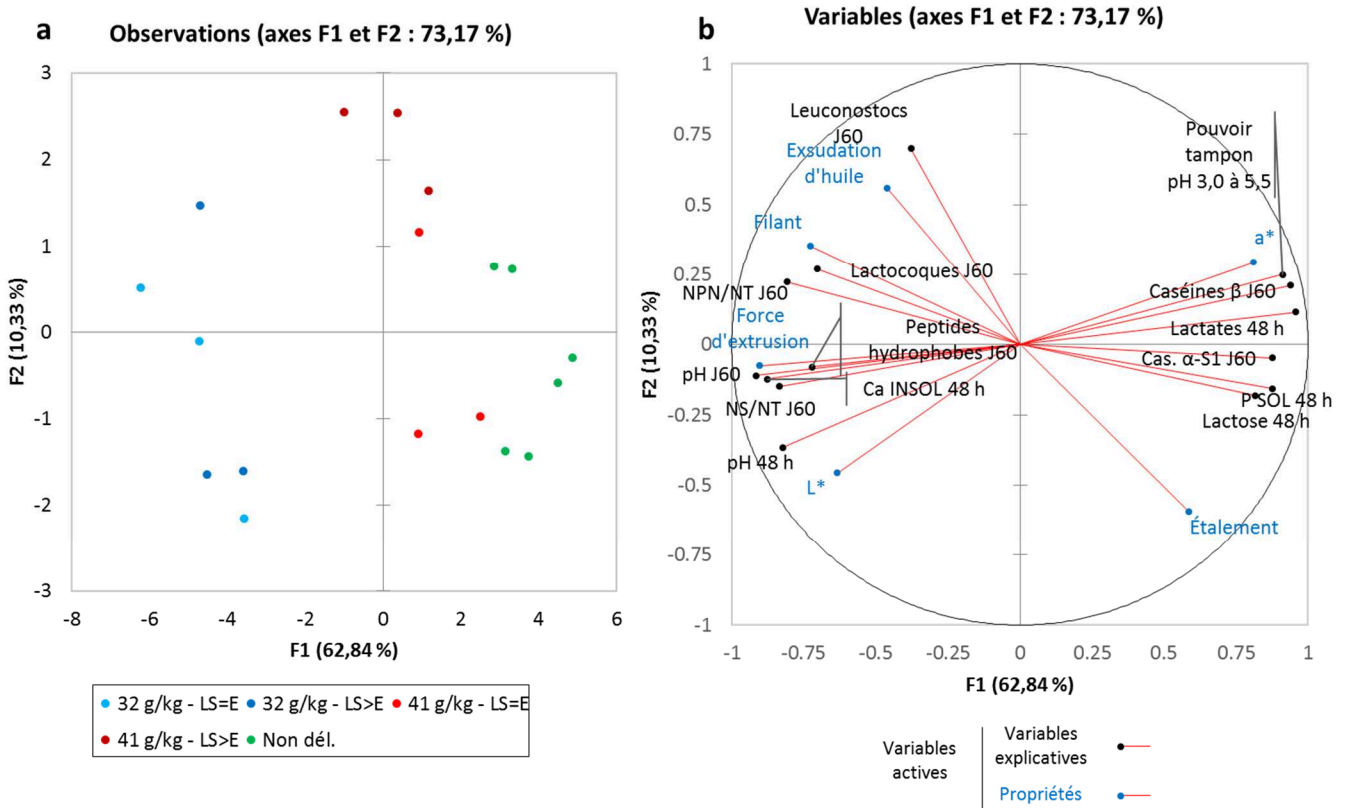 a
Observations (axes F1 et F2 : 73,17 %)
3
2
1
0
-1
-2
-3
F2 (10,33 %)
-8
-6
-4
-2
0
2
4
6
F1 (62,84 %)
32 g/kg - LS=E
32 g/kg - LS>E
41 g/kg - LS=E
41 g/kg - LS>E
Non dél.
b
Variables (axes F1 et F2 : 73,17 %)
1
0.75
0.5
0.25
0
-0.25
-0.5
-0.75
-1
F2 (10,33 %)
-1
-0.75
-0.5
-0.25
0
0.25
0.5
0.75
1
F1 (62,84 %)
Leuconostocs
J60
Exsudation
d'huile
Filant
Lactocoques J60
NPN/NT J60
Force
d'extrusion
Peptides
hydrophobes J60
pH J60
Ca INSOL 48 h
NS/NT J60
pH 48 h
L*
Pouvoir
tampon
pH 3,0 à 5,5
a*
Caséines β J60
Lactates 48 h
Cas. α-S1 J60
P SOL 48 h
Lactose 48 h
Étalement
Variables
actives
Variables
explicatives
Propriétés